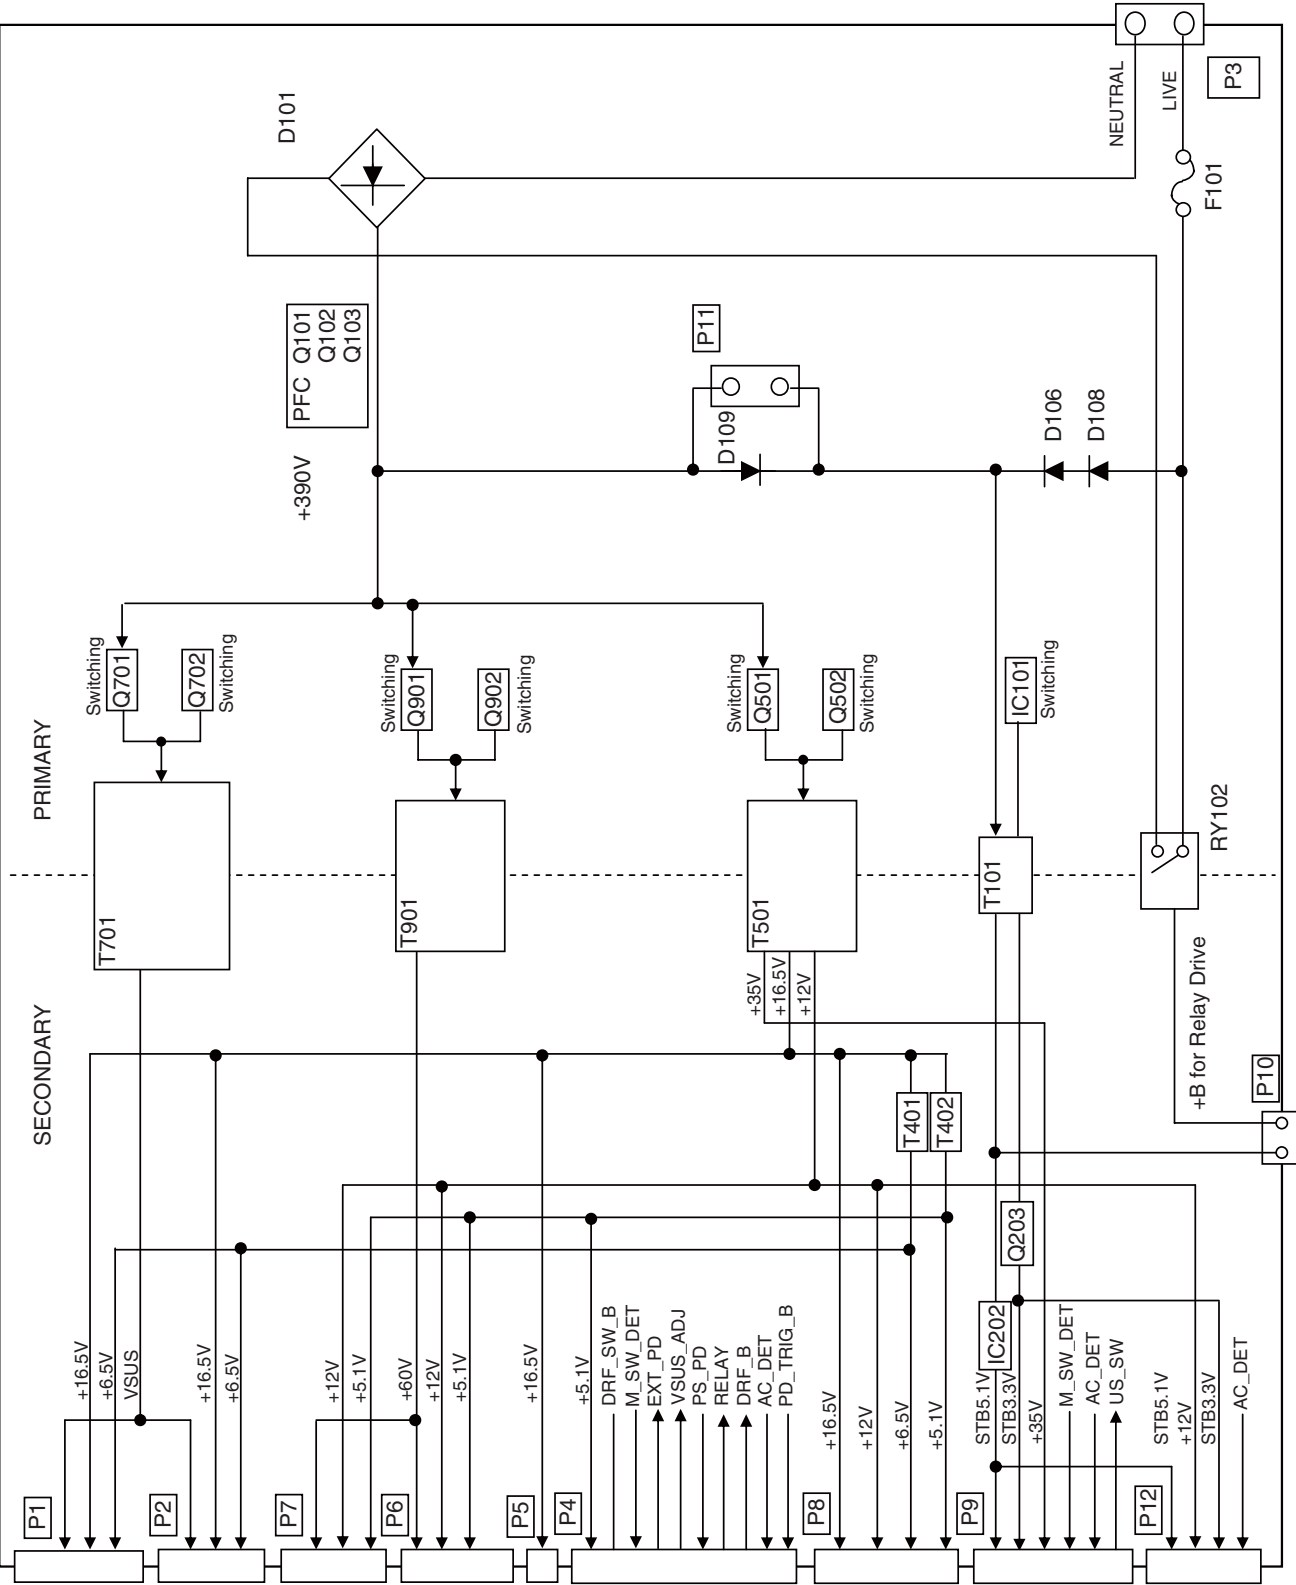 PRIMARY
SECONDARY
D101
NEUTRAL
LIVE
P3
F101
PFC Q101
Q102
Q103
P11
D109
D106
D108
+390V
Switching
Q701
Q702
Switching
Switching
Q901
Q902
Switching
Switching
Q501
Q502
Switching
IC101
Switching
T701
T901
T501
T101
RY102
+35V
+16.5V
+12V
+B for Relay Drive
P10
T401
T402
Q203
IC202
P1
+16.5V
+6.5V
VSUS
P2
+16.5V
+6.5V
P7
+12V
+5.1V
P6
+60V
+12V
+5.1V
P5
+16.5V
P4
+5.1V
DRF_SW_B
M_SW_DET
EXT_PD
VSUS_ADJ
PS_PD
RELAY
DRF_B
AC_DET
PD_TRIG_B
P8
+16.5V
+12V
+6.5V
+5.1V
P9
STB5.1V
STB3.3V
+35V
M_SW_DET
AC_DET
US_SW
P12
STB5.1V
+12V
STB3.3V
AC_DET